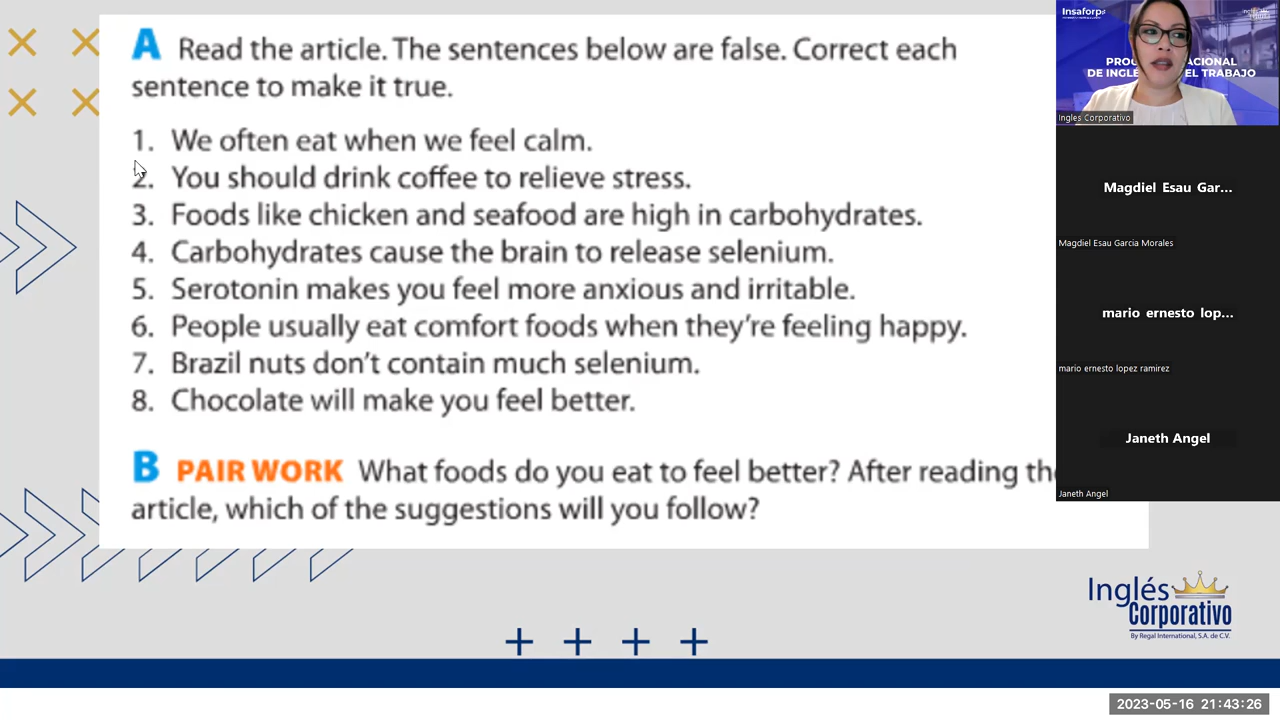 A Read the article. The sentences below are false. Correct each
sentence to make it true.
1. We often eat when we feel calm.
2. You should drink coffee to relieve stress.
3. Foods like chicken and seafood are high in carbohydrates.
4. Carbohydrates cause the brain to release selenium.
5. Serotonin makes you feel more anxious and irritable.
6. People usually eat comfort foods when they're feeling happy.
7. Brazil nuts don't contain much selenium.
8. Chocolate will make you feel better.
B PAIR WORK What foods do you eat to feel better? After reading the
article, which of the suggestions will you follow?
Insaforp
PRO ACIONAL
DE INGLÉ EL TRABAJO
Ingles Corporativo
Magdiel Esau Gar...
Magdiel Esau Garcia Morales
mario ernesto lop...
mario ernesto lopez ramirez
Janeth Angel
Janeth Angel
Inglés
Corporativo
By Regal International, S.A. de C.V.
2023-05-16 21:43:26